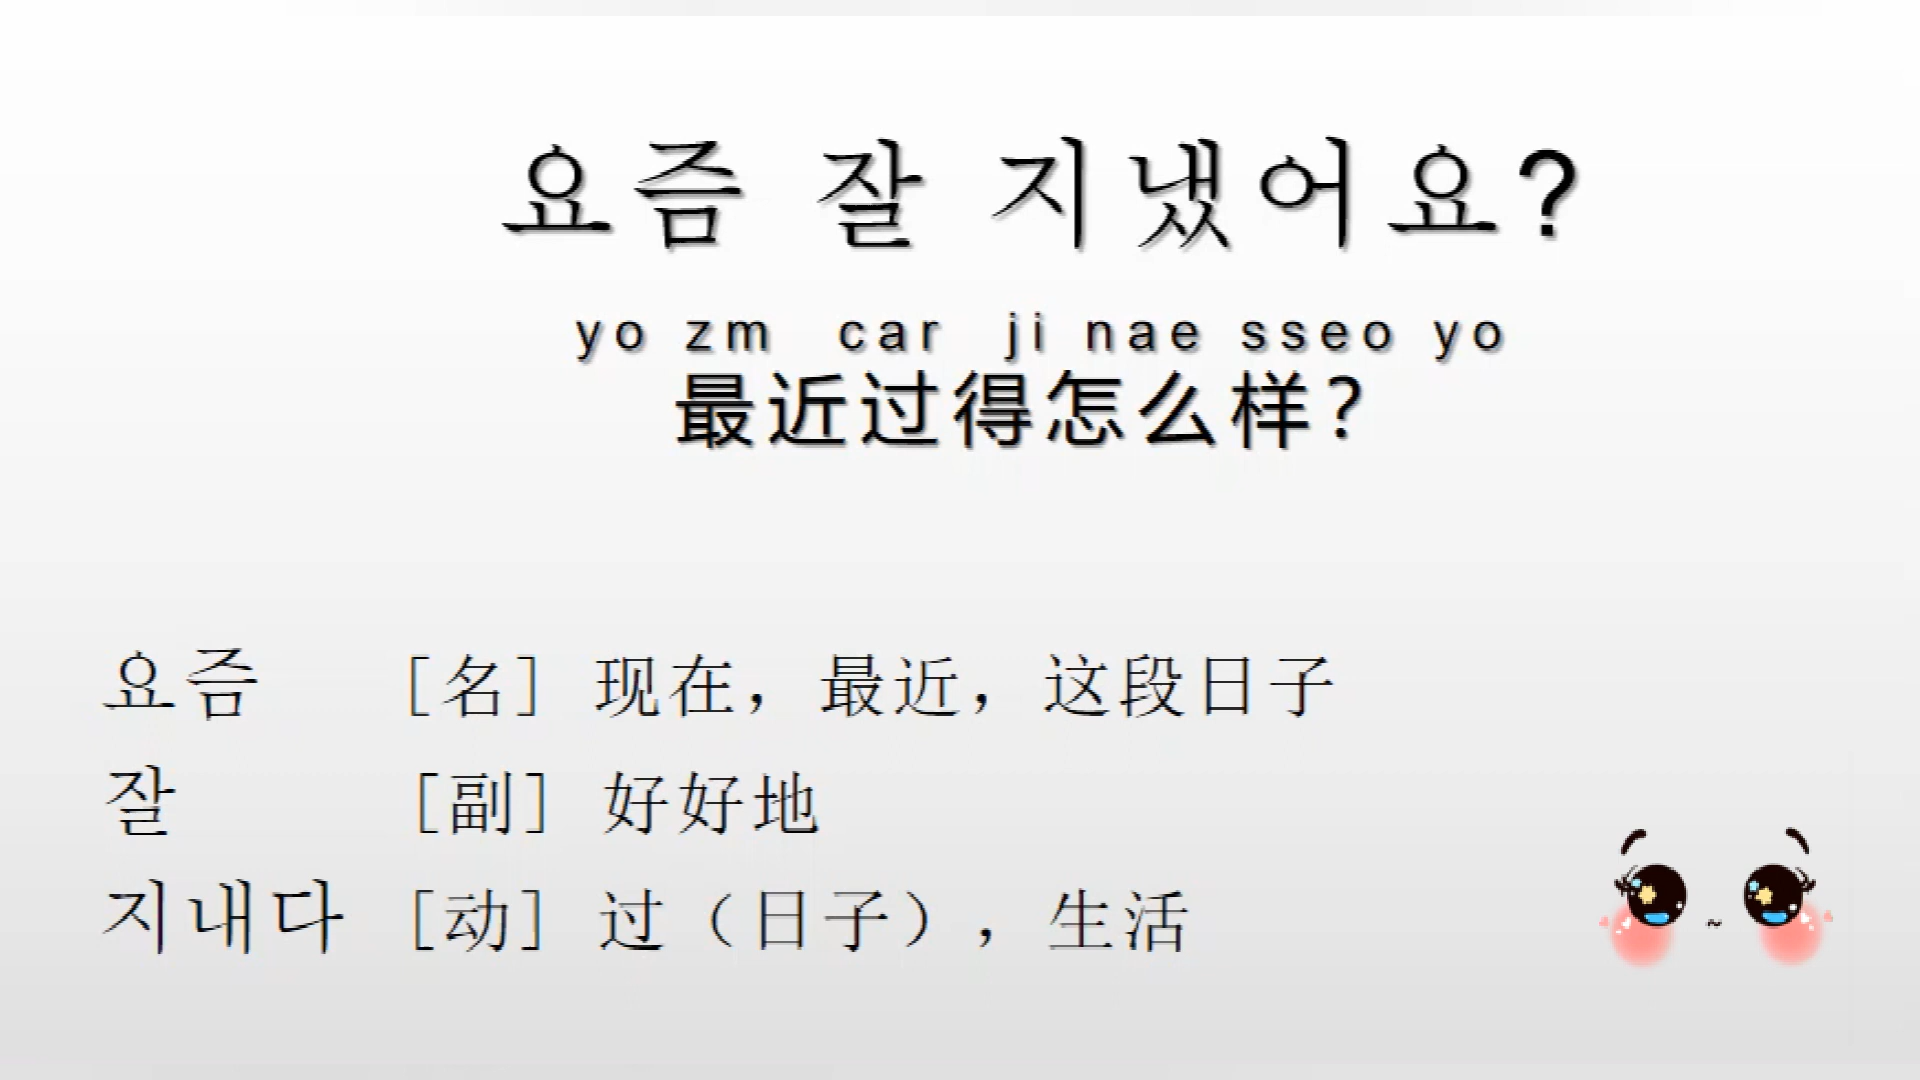 요즘 잘 지냈어요?
yo zm car ji nae sseo yo
最近过得怎么样?
요즘 [名] 现在，最近，这段日子
잘 [副] 好好地
지내다 [动] 过（日子），生活